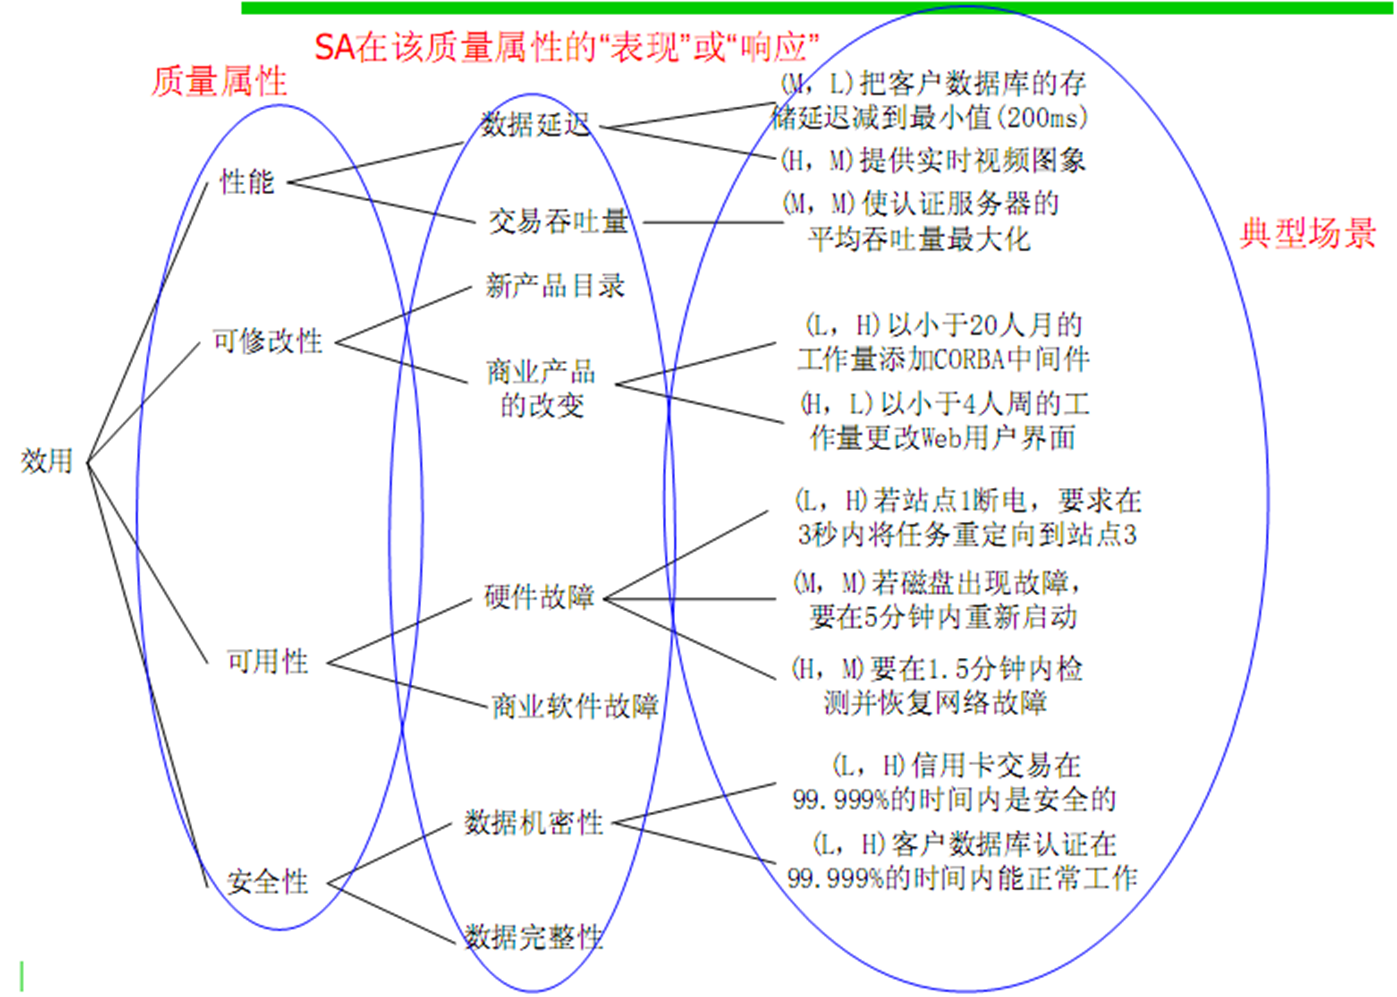 SA在该质量属性的“表现”或“响应”
质量属性
典型场景
效用
性能
数据延迟
(M, L)把客户数据库的存
储延迟减到最小值(200ms)
(H, M)提供实时视频图象
交易吞吐量
(M, M)使认证服务器的
平均吞吐量最大化
可修改性
新产品目录
商业产品
的改变
(L, H)以小于20人月的
工作量添加CORBA中间件
(H, L)以小于4人周的工
作量更改Web用户界面
可用性
硬件故障
(L, H)若站点1断电，要求在
3秒内将任务重定向到站点3
(M, M)若磁盘出现故障，
要在5分钟内重新启动
(H, M)要在1.5分钟内检
测并恢复网络故障
商业软件故障
安全性
数据机密性
(L, H)信用卡交易在
99.999%的时间内是安全的
(L, H)客户数据库认证在
99.999%的时间内能正常工作
数据完整性